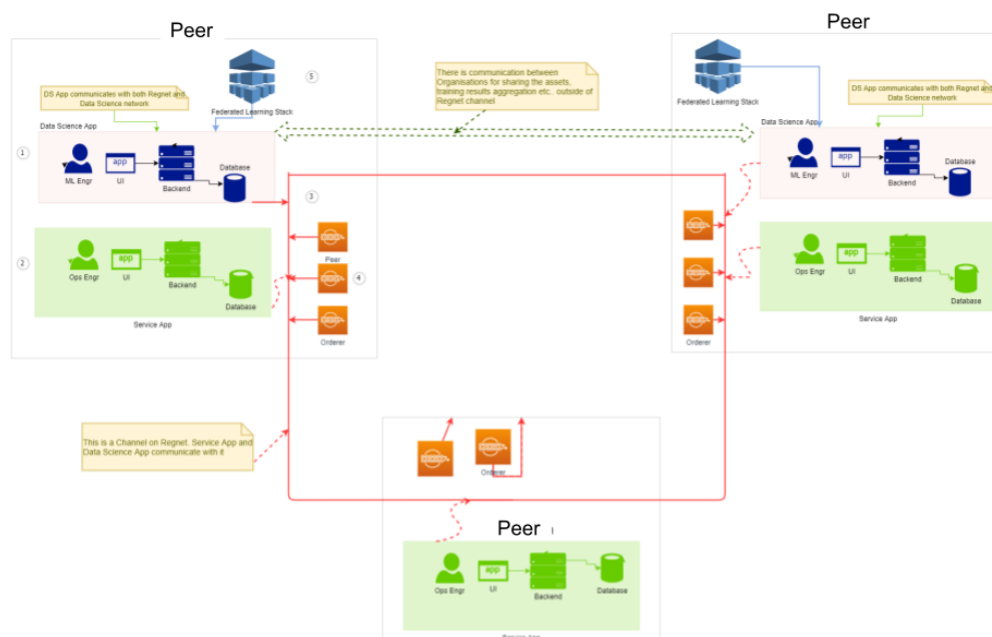 Peer
Peer
5
There is communication between
Organisations for sharing the assets,
training results aggregation etc.. outside of
Regnet channel
DS App communicates with both Regnet and
Data Science network
Federated Learning Stack
Data Science App
1
ML Engr
app
UI
Backend
Database
DS App communicates with both Regnet and
Data Science network
Federated Learning Stack
Data Science App
ML Engr
app
UI
Backend
Database
3
Peer
4
Orderer
2
Ops Engr
app
UI
Backend
Database
Service App
Orderer
Ops Engr
app
UI
Backend
Database
Service App
This is a Channel on Regnet. Service App and
Data Science App communicate with it
Orderer
Peer
Ops Engr
app
UI
Backend
Database
Service App